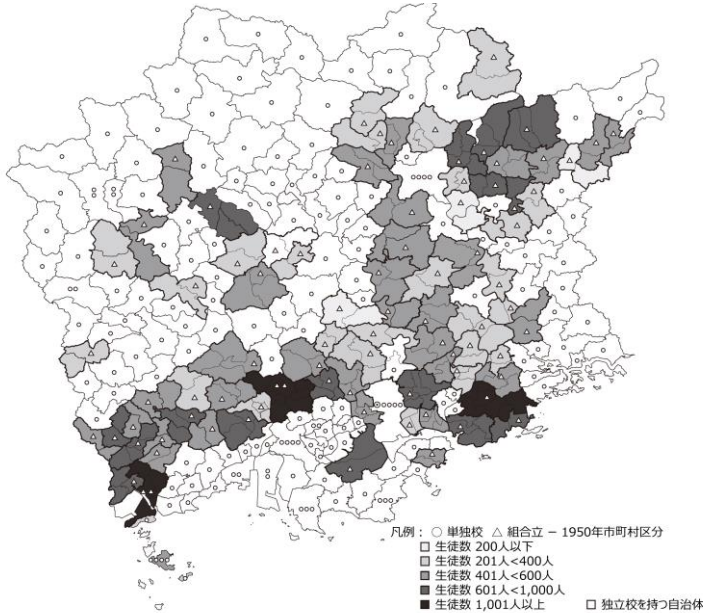 凡例： ○ 単独校 △ 組合立 − 1950年市町村区分
生徒数 200人以下
生徒数 201人<400人
生徒数 401人<600人
生徒数 601人<1,000人
生徒数 1,001人以上 □ 独立校を持つ自治体